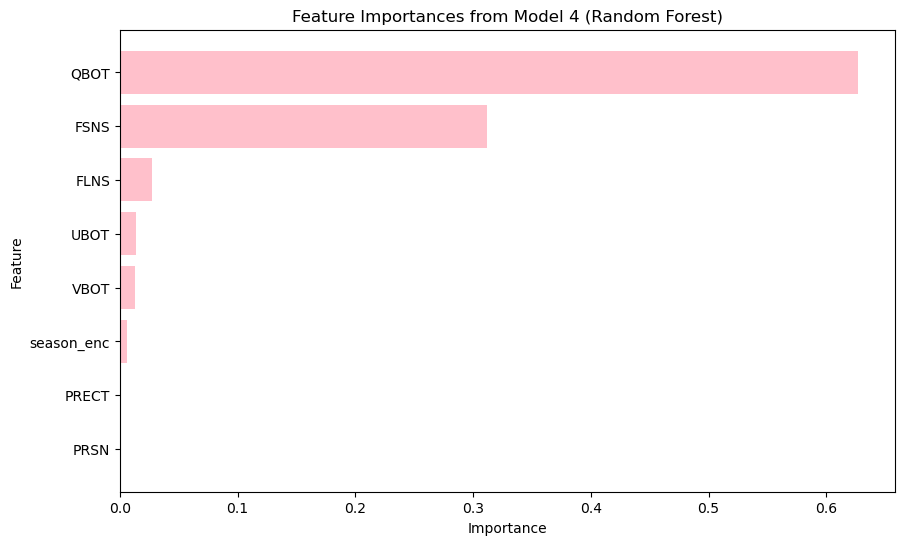 Feature Importances from Model 4 (Random Forest)
QBOT
FSNS
FLNS
UBOT
VBOT
season_enc
PRECT
PRSN
Feature
0.0 0.1 0.2 0.3 0.4 0.5 0.6
Importance